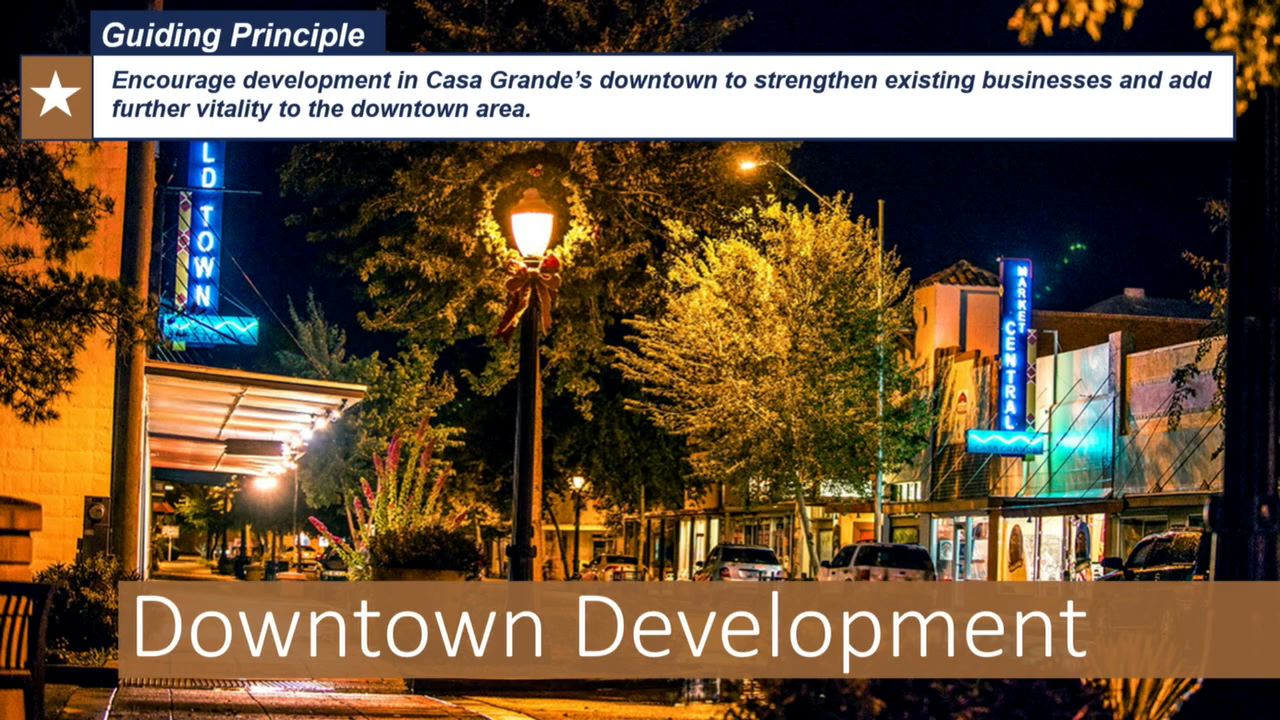 Guiding Principle
Encourage development in Casa Grande’s downtown to strengthen existing businesses and add
further vitality to the downtown area.
LD TOWN
MARKET
CENTRAL
Downtown Development